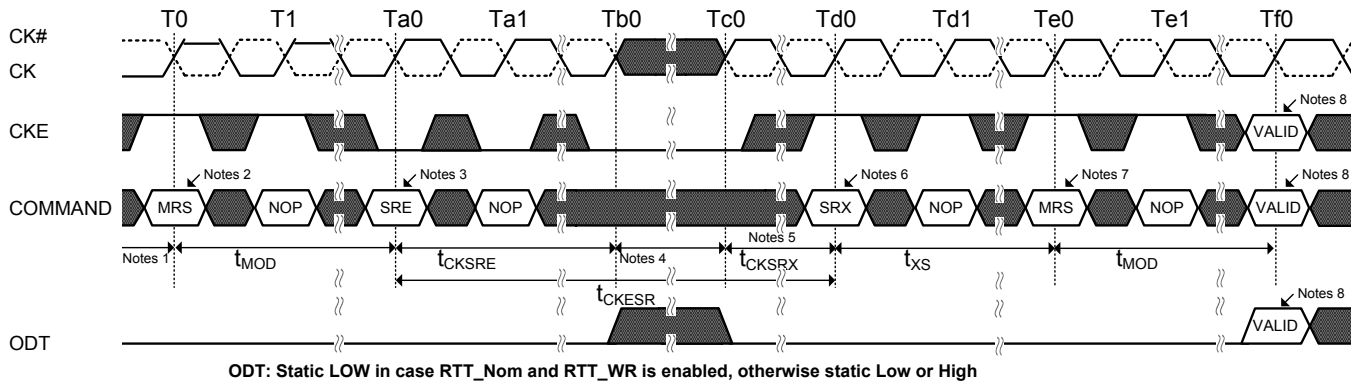 T0 T1 Ta0 Ta1 Tb0 Tc0 Td0 Td1 Te0 Te1 Tf0
CK#
CK
Notes 8
CKE
VALID
Notes 2 Notes 3 Notes 6 Notes 7 Notes 8
COMMAND MRS NOP SRE NOP SRX NOP MRS NOP VALID
Notes 1 tMOD tCKSRE Notes 4 Notes 5 tCKSRX tXS tMOD
tCKESR
Notes 8
ODT VALID
ODT: Static LOW in case RTT_Nom and RTT_WR is enabled, otherwise static Low or High